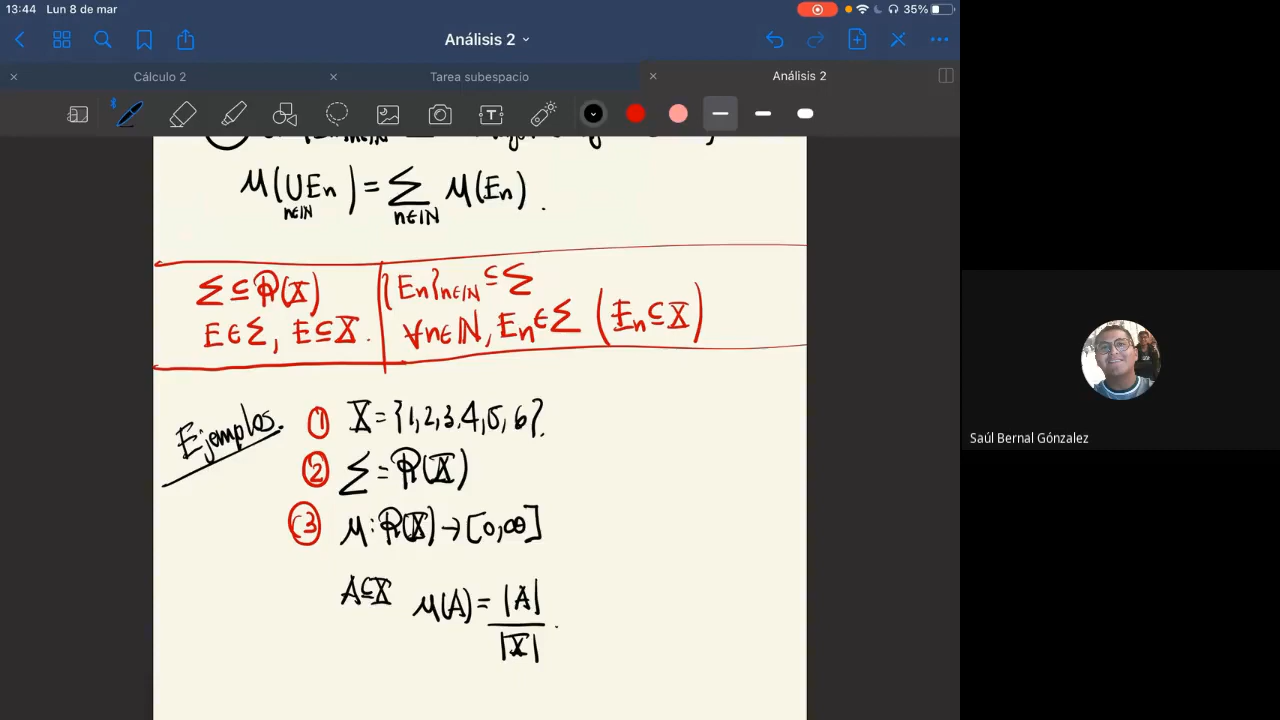 13:44 Lun 8 de mar 35%
Análisis 2
Cálculo 2 Tarea subespacio Análisis 2
μ(∪En) = Σ μ(En).
n∈ℕ n∈ℕ
Σ ⊆ P(X) {En}n∈ℕ ⊆ Σ
E ∈ Σ, E ⊆ X. ∀n∈ℕ, En ∈ Σ (En ⊆ X)
Ejemplos. ① X = {1,2,3,4,5,6}.
② Σ = P(X)
③ μ: P(X) → [0,∞]
A⊆X μ(A) = |A|
|X| .
Saúl Bernal Gónzalez